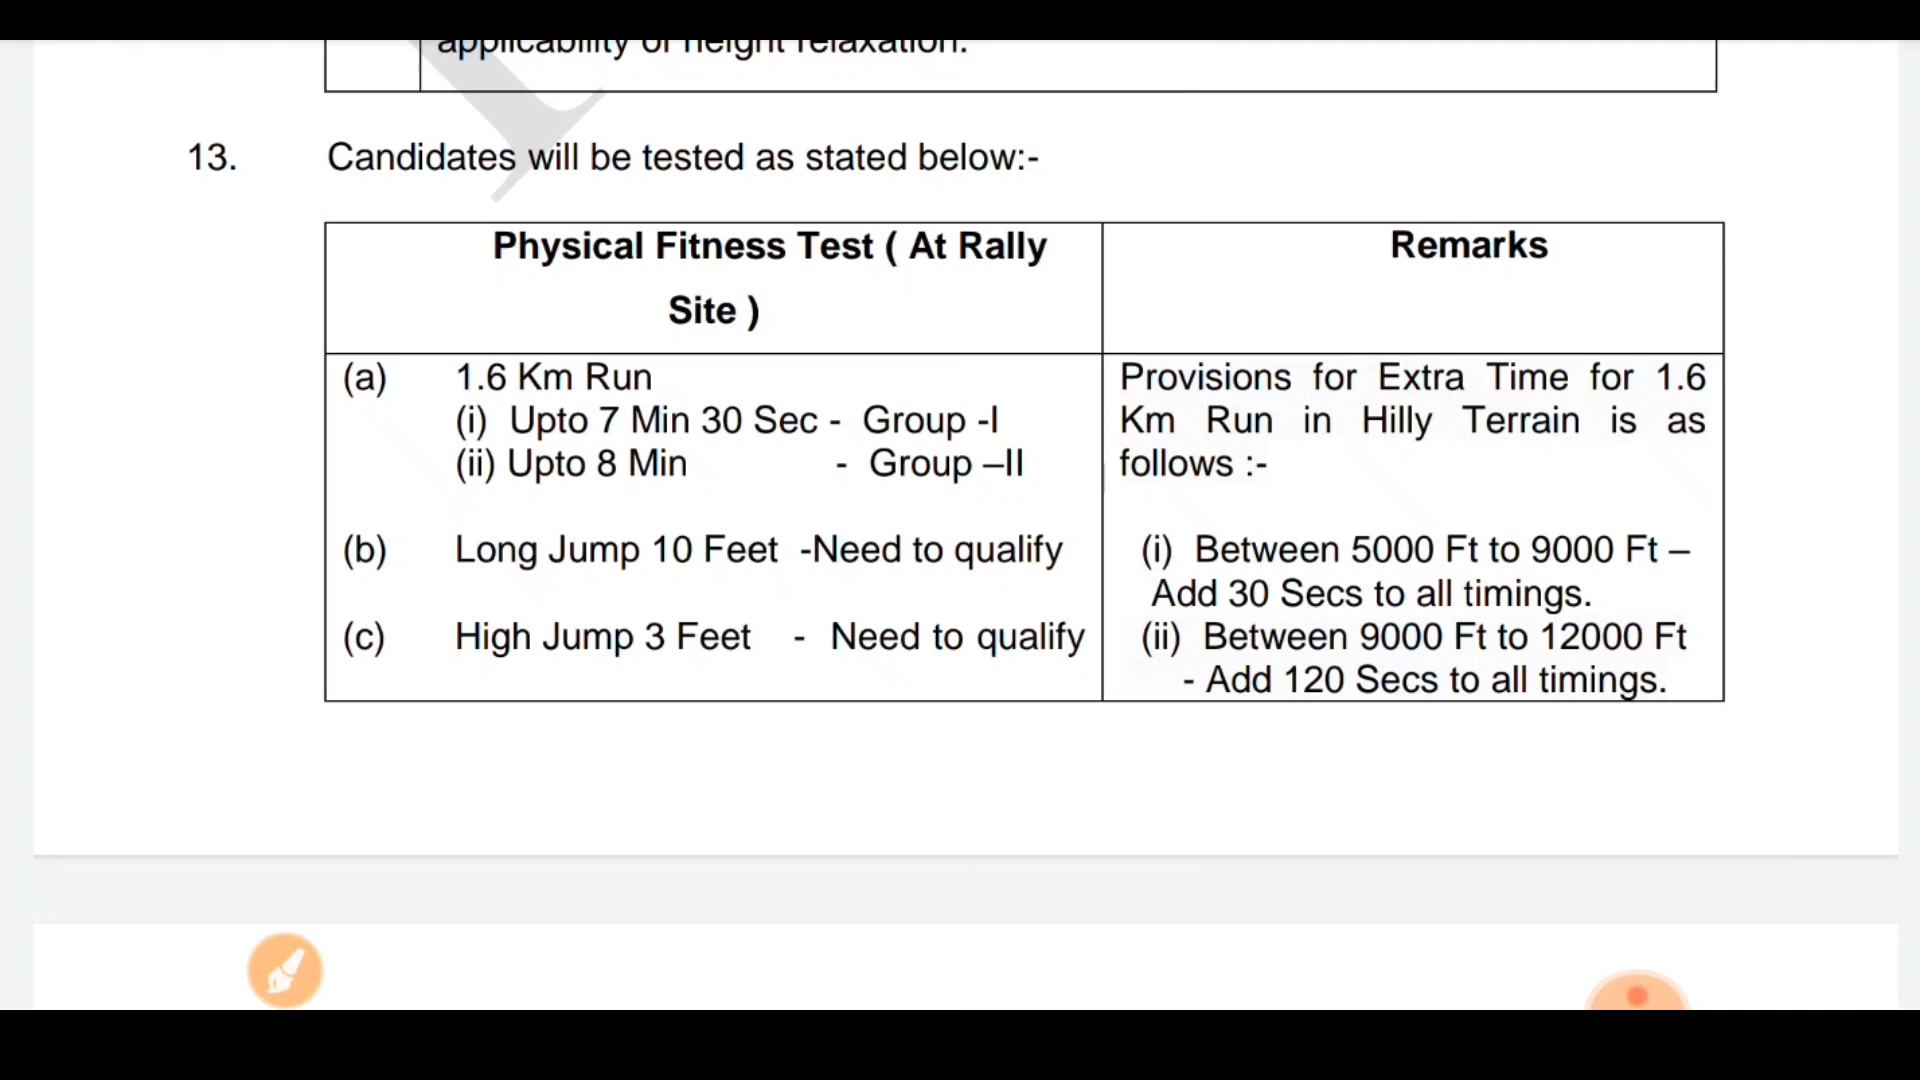 applicability of height relaxation.
13. Candidates will be tested as stated below:-
Physical Fitness Test ( At Rally
Site )
Remarks
(a) 1.6 Km Run
(i) Upto 7 Min 30 Sec - Group -I
(ii) Upto 8 Min - Group –II
(b) Long Jump 10 Feet -Need to qualify
(c) High Jump 3 Feet - Need to qualify
Provisions for Extra Time for 1.6
Km Run in Hilly Terrain is as
follows :-
(i) Between 5000 Ft to 9000 Ft –
Add 30 Secs to all timings.
(ii) Between 9000 Ft to 12000 Ft
- Add 120 Secs to all timings.